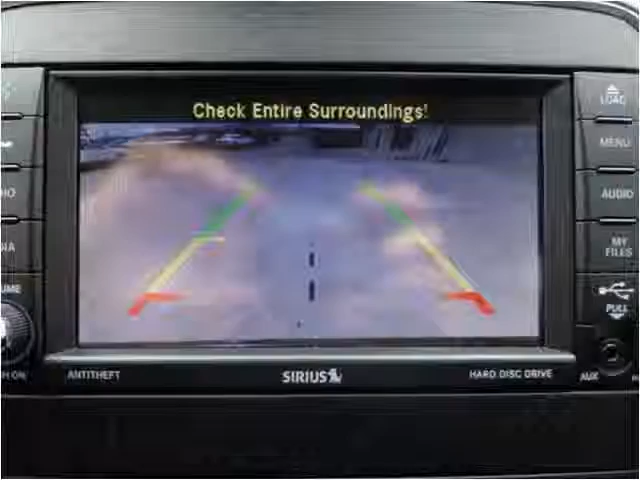 Check Entire Surroundings!
LOAD
MENU
AUDIO
MY
FILES
PULL
AUX
ANTITHEFT
SIRIUS
HARD DISC DRIVE